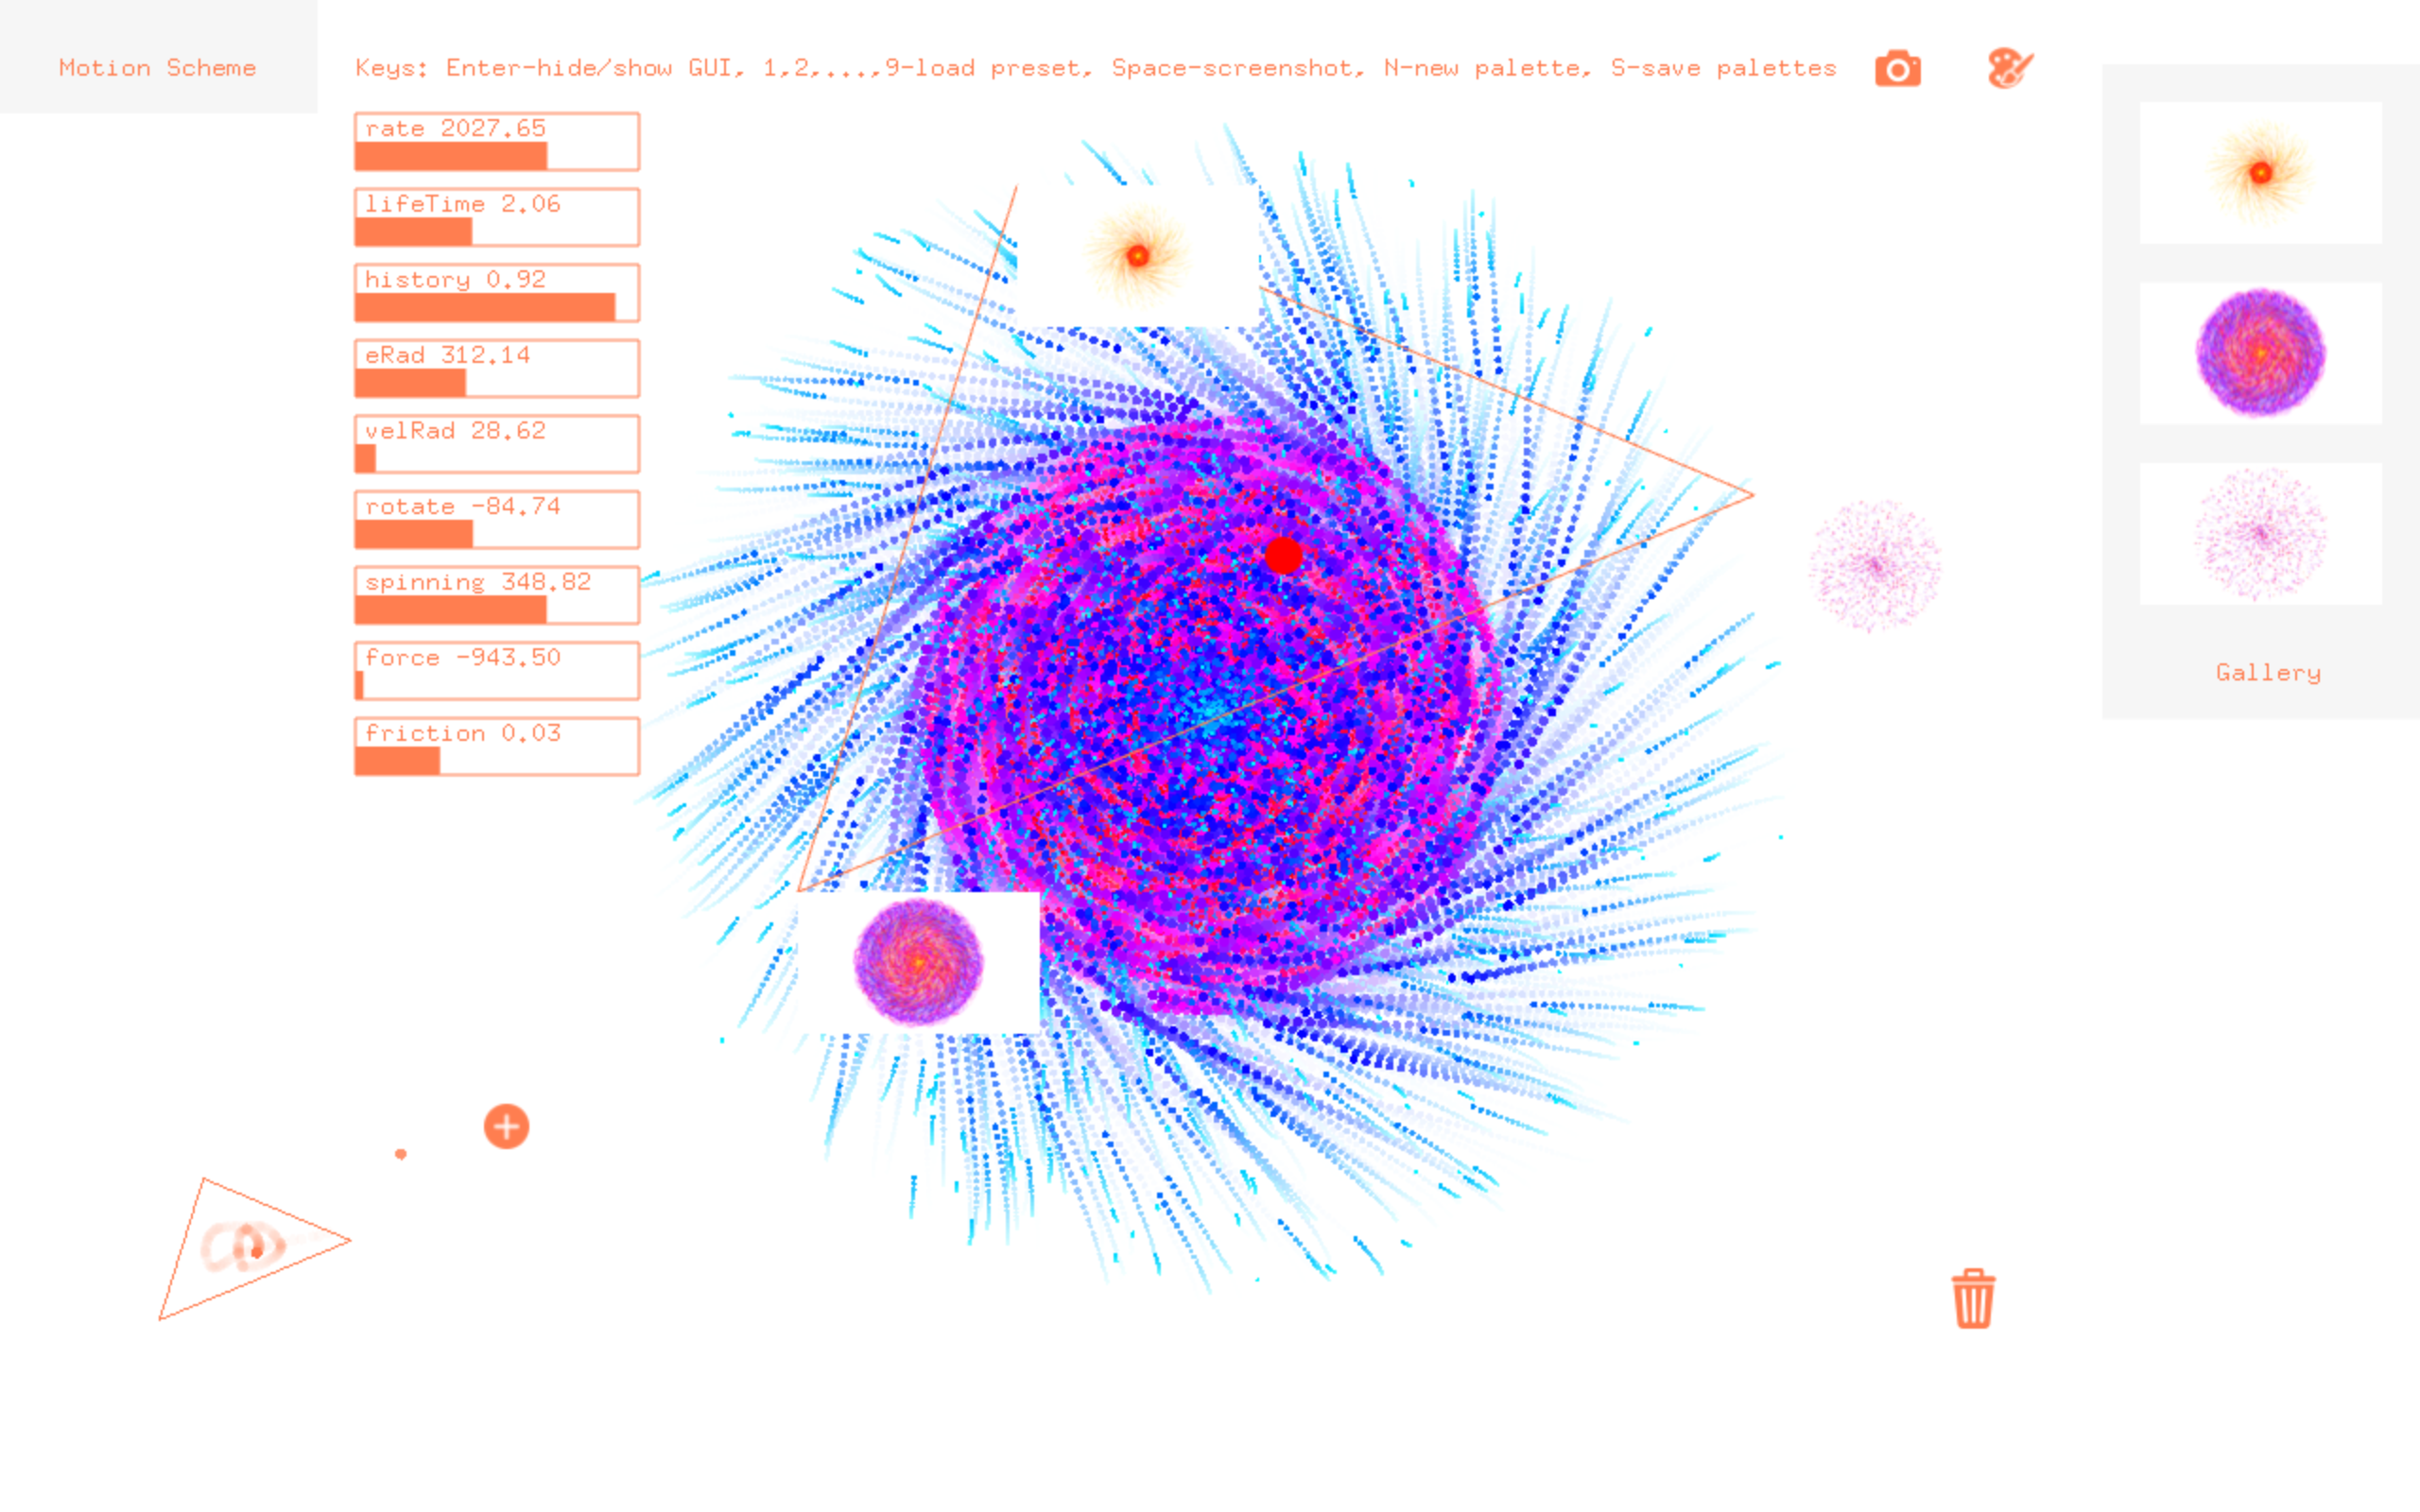 Motion Scheme
Keys: Enter-hide/show GUI, 1,2,...,9-load preset, Space-screenshot, N-new palette, S-save palettes
rate 2027.65
lifeTime 2.06
history 0.92
eRad 312.14
velRad 28.62
rotate -84.74
spinning 348.82
force -943.50
friction 0.03
Gallery